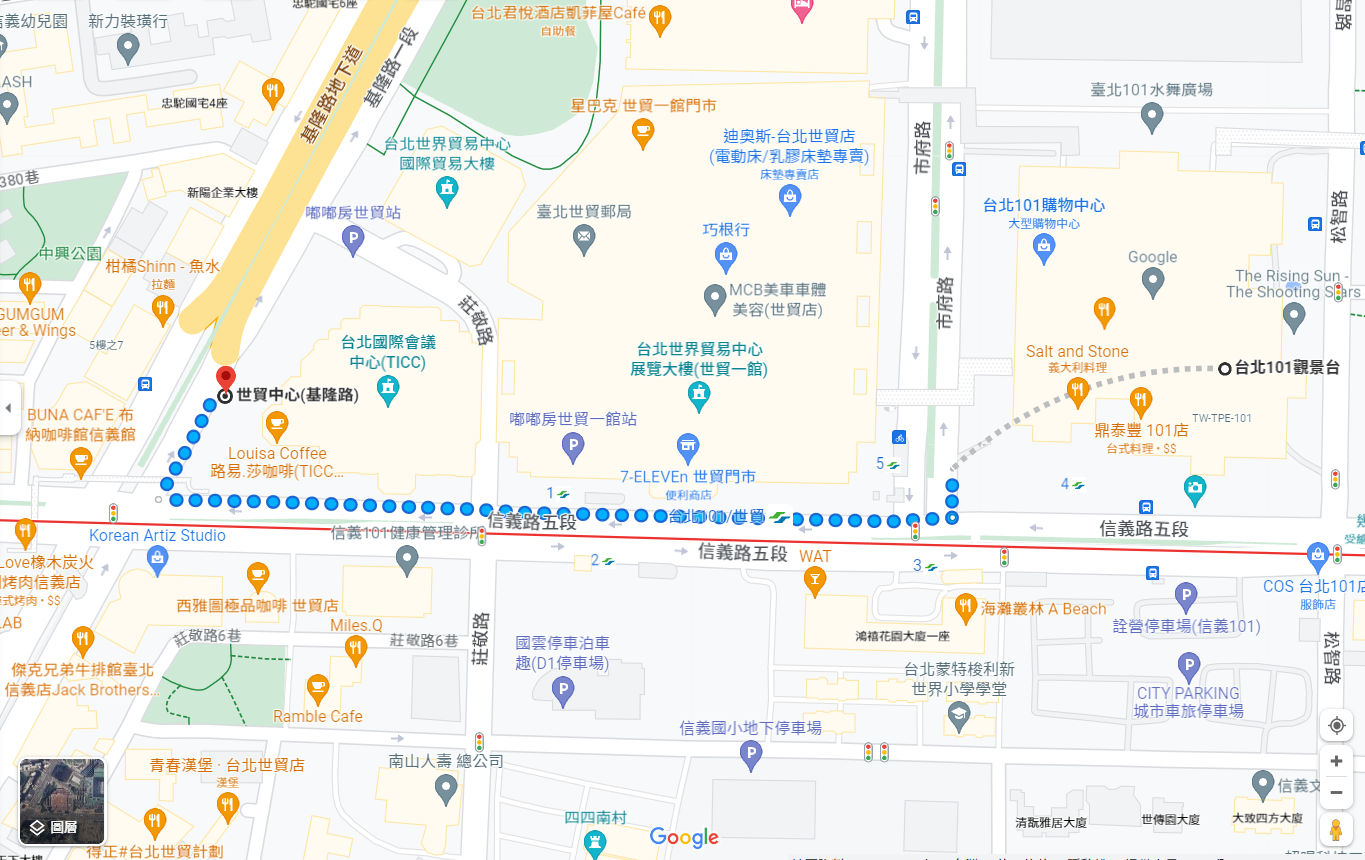 忠駝國宅6座
信義幼兒園
新力裝璜行
台北君悅酒店凱菲屋Café
自助餐
基隆路地下道
基隆路一段
忠駝國宅4座
星巴克 世貿一館門市
臺北101水舞廣場
台北世界貿易中心
國際貿易大樓
迪奧斯-台北世貿店
(電動床/乳膠床墊專賣)
床墊專賣店
市府路
380巷
新陽企業大樓
嘟嘟房世貿站
臺北世貿郵局
巧根行
台北101購物中心
大型購物中心
松智路
中興公園
柑橘Shinn - 魚水
拉麵
Google
The Rising Sun -
The Shooting Stars
MCB美車車體
美容(世貿店)
莊敬路
市府路
GUMGUM
Beer & Wings
5樓之7
台北國際會議
中心(TICC)
台北世界貿易中心
展覽大樓(世貿一館)
Salt and Stone
義大利料理
台北101觀景台
世貿中心(基隆路)
BUNA CAF'E 布
納咖啡館信義館
嘟嘟房世貿一館站
TW-TPE-101
鼎泰豐 101店
台式料理・$$
Louisa Coffee
路易.莎咖啡(TICC...
7-ELEVEn 世貿門市
便利商店
5
4
1
台北101/世貿
信義路五段
信義路五段
信義路五段
Korean Artiz Studio
信義101健康管理診所
2
3
WAT
Love橡木炭火
烤肉信義店
式烤肉・$$
COS 台北101店
服飾店
西雅圖極品咖啡 世貿店
海灘叢林 A Beach
LAB
Miles.Q
莊敬路6巷
莊敬路6巷
莊敬路
鴻禧花園大廈一座
詮營停車場(信義101)
國雲停車泊車
趣(D1停車場)
松智路
傑克兄弟牛排館臺北
信義店Jack Brothers...
台北蒙特梭利新
世界小學學堂
CITY PARKING
城市車旅停車場
Ramble Cafe
信義國小地下停車場
青春漢堡 · 台北世貿店
漢堡
南山人壽 總公司
信義文
圖層
四四南村
Google
清翫雅居大廈
世傳園大廈
大致四方大廈
得正#台北世貿計劃